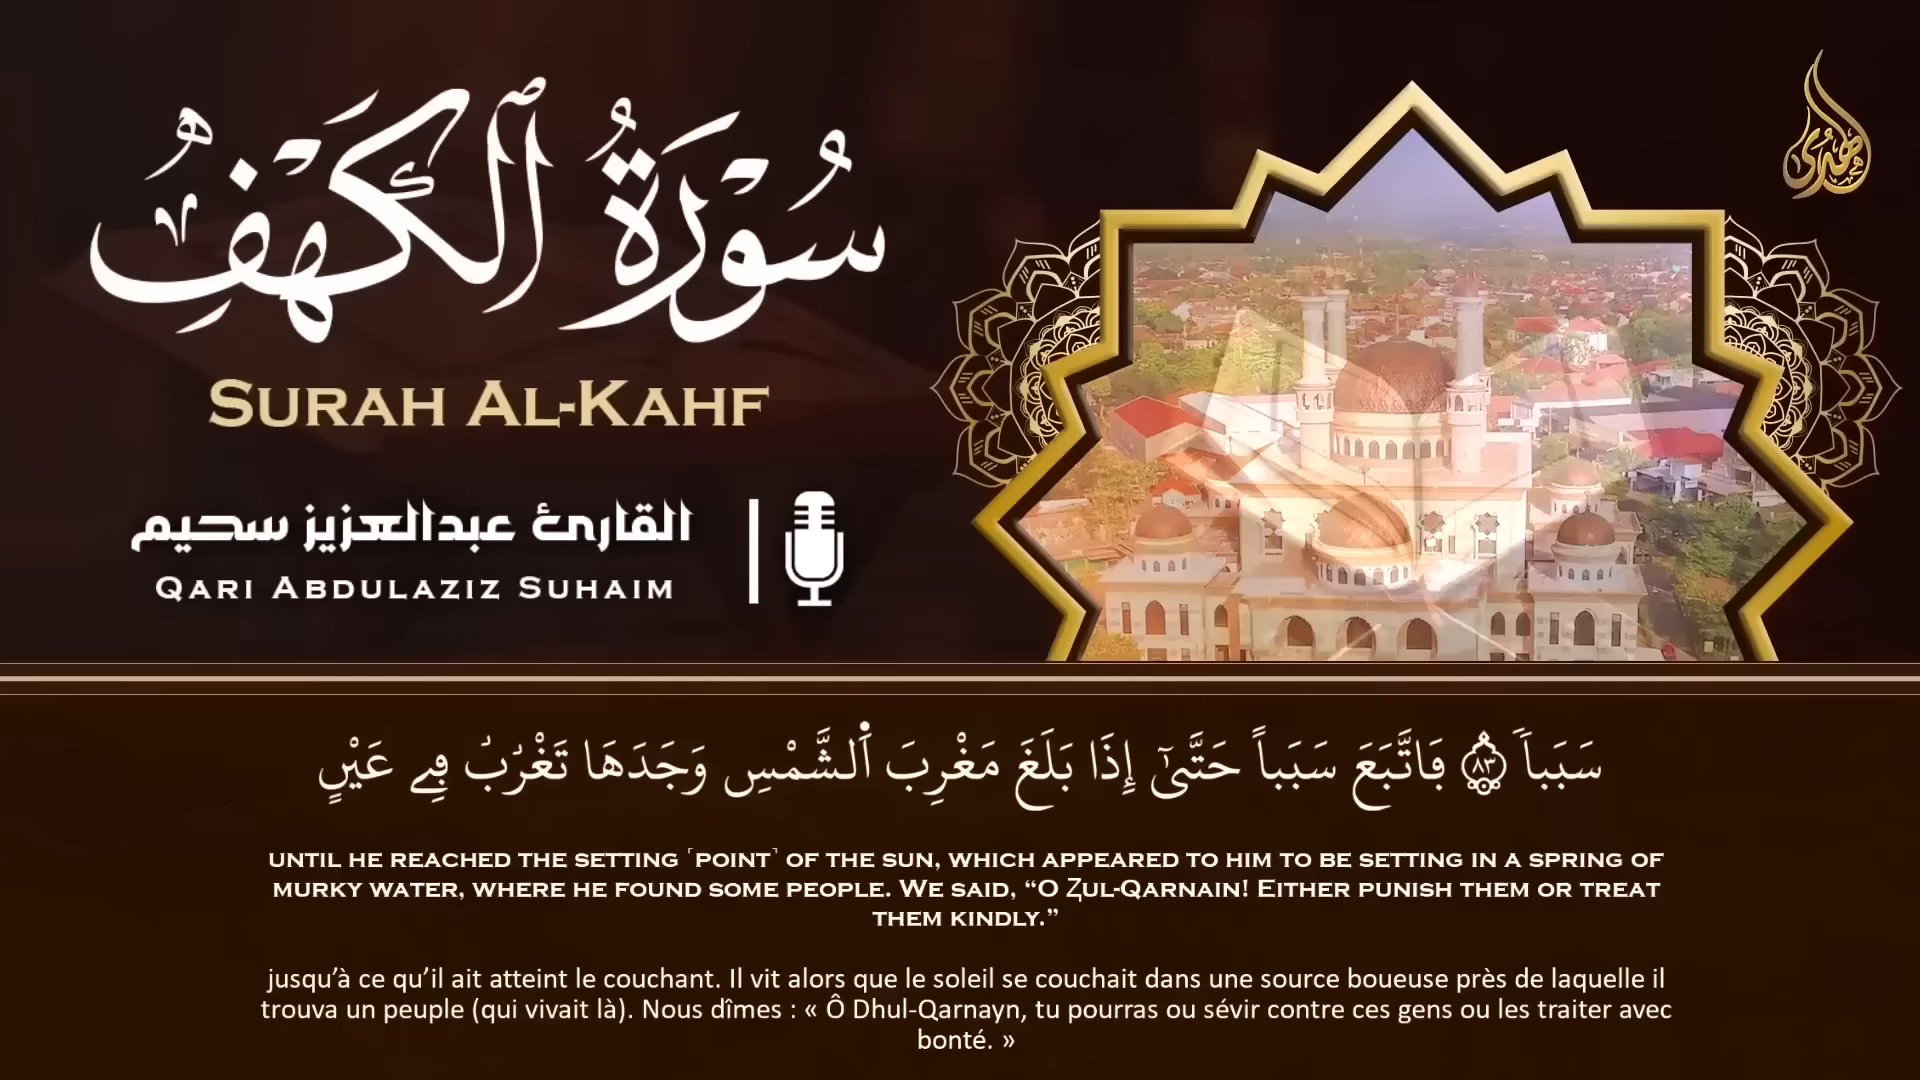 سُورَةُ ٱلْكَهْفِ
SURAH AL-KAHF
القارئ عبدالعزيز سحيم
QARI ABDULAZIZ SUHAIM
الهدى
سَبَباٗ ۝٨٣ فَاتَّبَعَ سَبَباً حَتَّىٰٓ إِذَا بَلَغَ مَغْرِبَ اَ۬لشَّمْسِ وَجَدَهَا تَغْرُبُ فِے عَيْنٍ
UNTIL HE REACHED THE SETTING ˹POINT˺ OF THE SUN, WHICH APPEARED TO HIM TO BE SETTING IN A SPRING OF
MURKY WATER, WHERE HE FOUND SOME PEOPLE. WE SAID, “O ⱫUL-QARNAIN! EITHER PUNISH THEM OR TREAT
THEM KINDLY.”
jusqu’à ce qu’il ait atteint le couchant. Il vit alors que le soleil se couchait dans une source boueuse près de laquelle il
trouva un peuple (qui vivait là). Nous dîmes : « Ô Dhul-Qarnayn, tu pourras ou sévir contre ces gens ou les traiter avec
bonté. »